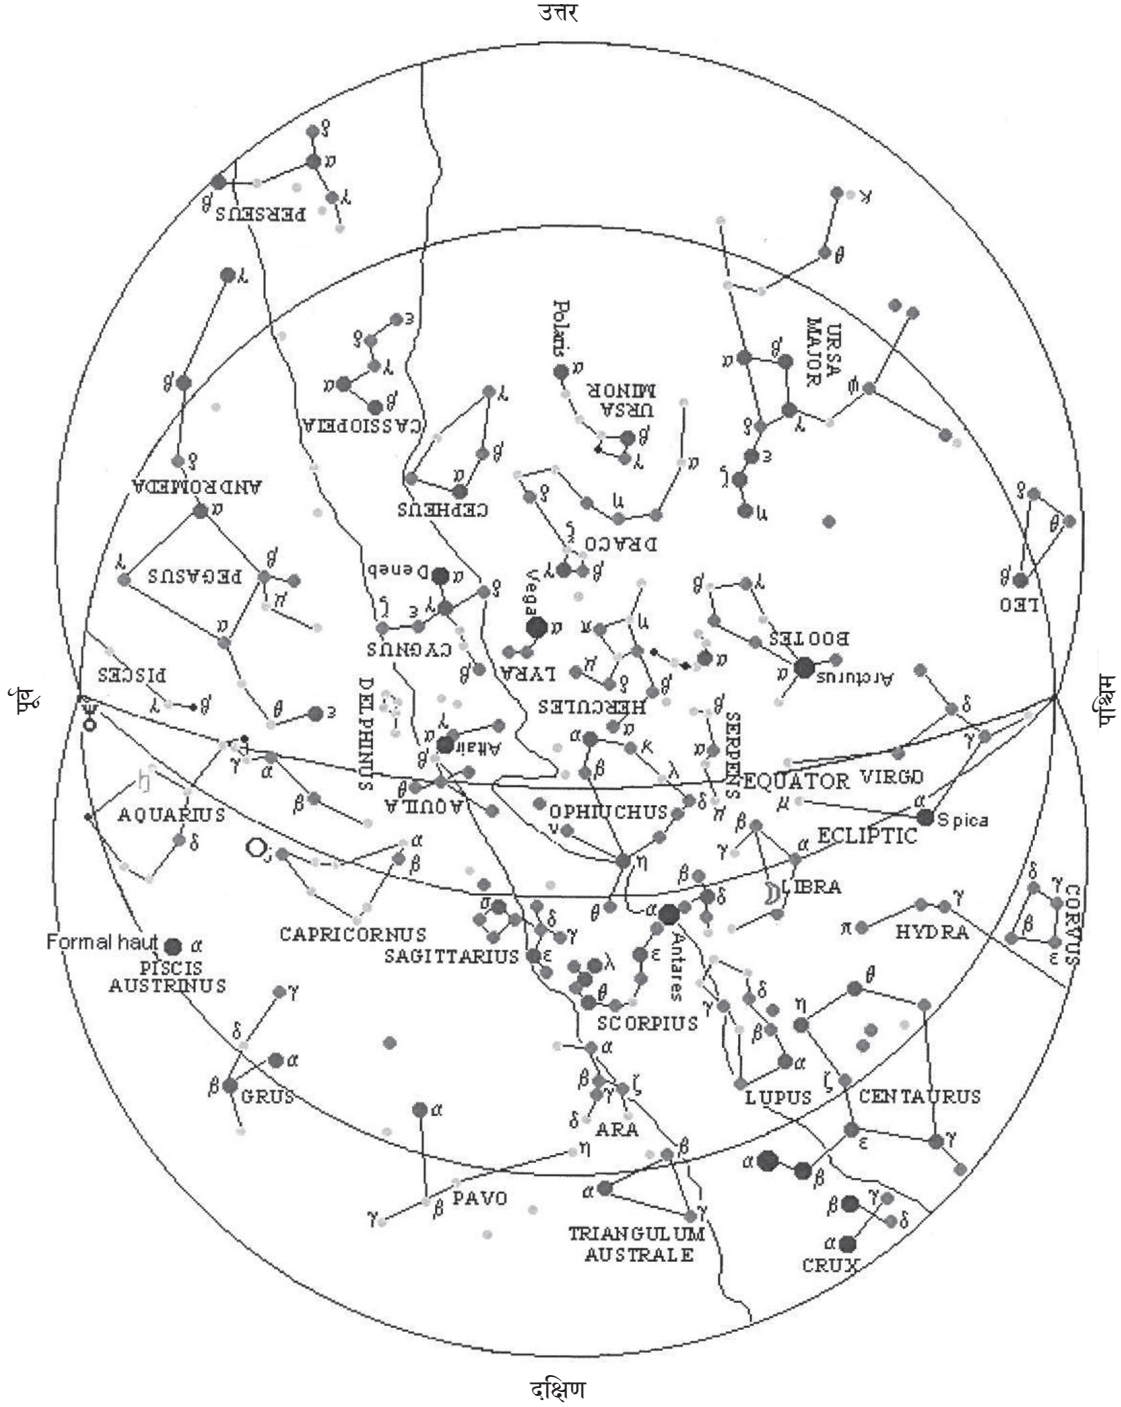 उत्तर
δ
α
β
γ
PERSEUS
κ
θ
γ
β
δ
ANDROMEDA
ε
δ
γ
α
β
CASSIOPEIA
Polaris α
URSA
MINOR
β
γ
URSA
MAJOR
α
β
δ
γ
ψ
ε
ζ
η
γ
β
α
CEPHEUS
α
η
δ
DRACO
ξ
γ
β
δ
θ
β
LEO
α
γ
β
PEGASUS
μ
α
θ
ε
Deneb α
γ
δ
ε
ζ
CYGNUS
β
Vega
α
LYRA
π
η
μ
δ
β
HERCULES
α
β
γ
BOOTES
α
Arcturus
α
PISCES
γ
β
पूर्व
पश्चिम
DELPHINUS
γ
α
Altair
β
θ
AQUILA
α
κ
β
λ
OPHIUCHUS
ν
μ
η
θ
β
α
SERPENS
μ
EQUATOR
VIRGO
δ
γ
μ
α
Spica
ECLIPTIC
γ
α
β
AQUARIUS
δ
β
α
γ
LIBRA
α
β
CAPRICORNUS
σ
δ
γ
SAGITTARIUS
ε
β
δ
α
Antares
ε
λ
θ
SCORPIUS
π
γ
HYDRA
δ
γ
β
ε
CORVUS
Formal haut α
PISCIS
AUSTRINUS
γ
δ
α
β
GRUS
γ
δ
β
α
LUPUS
θ
η
ζ
CENTAURUS
ε
γ
α
β
α
β
ζ
γ
δ
ARA
α
η
PAVO
β
γ
β
α
γ
TRIANGULUM
AUSTRALE
β
γ
δ
α
CRUX
दक्षिण